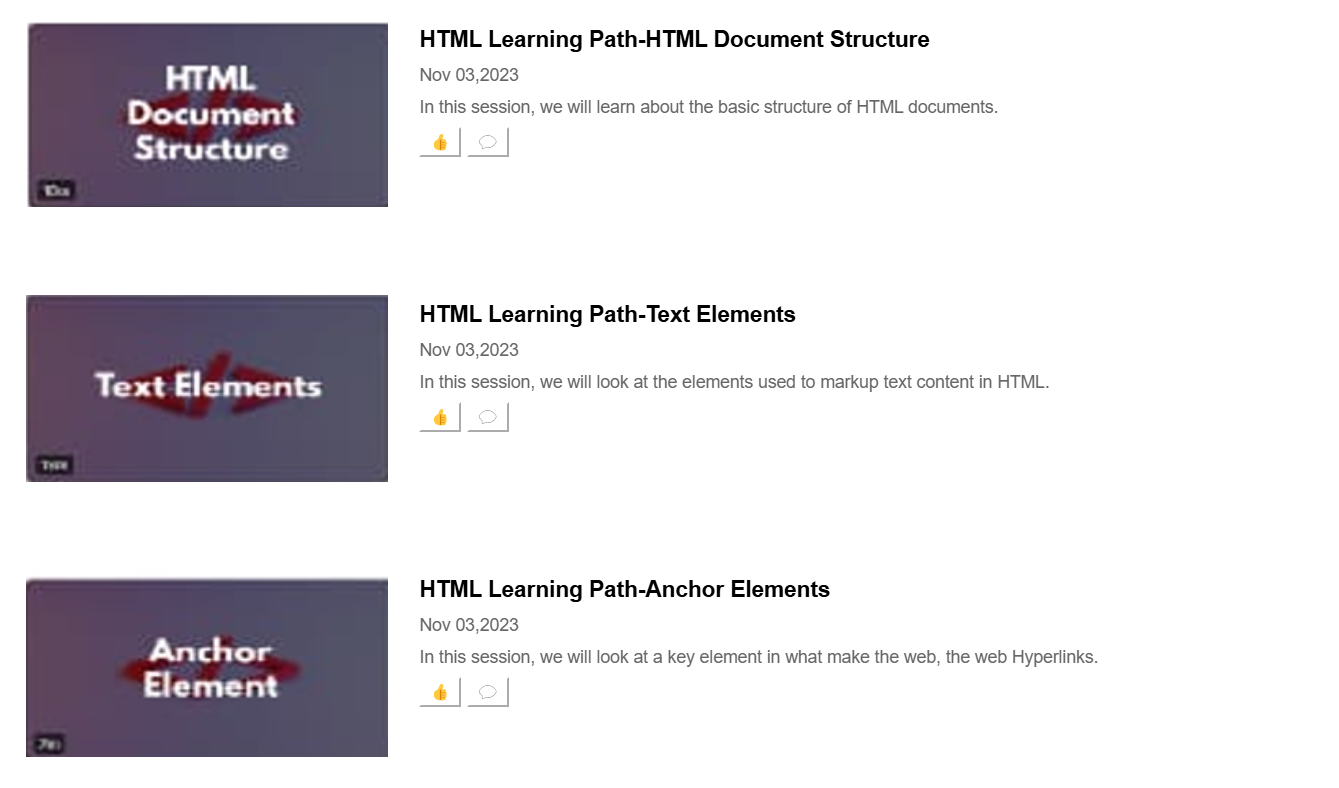 HTML
Document
Structure
HTML Learning Path-HTML Document Structure
Nov 03,2023
In this session, we will learn about the basic structure of HTML documents.
Text Elements
HTML Learning Path-Text Elements
Nov 03,2023
In this session, we will look at the elements used to markup text content in HTML.
Anchor
Element
HTML Learning Path-Anchor Elements
Nov 03,2023
In this session, we will look at a key element in what make the web, the web Hyperlinks.